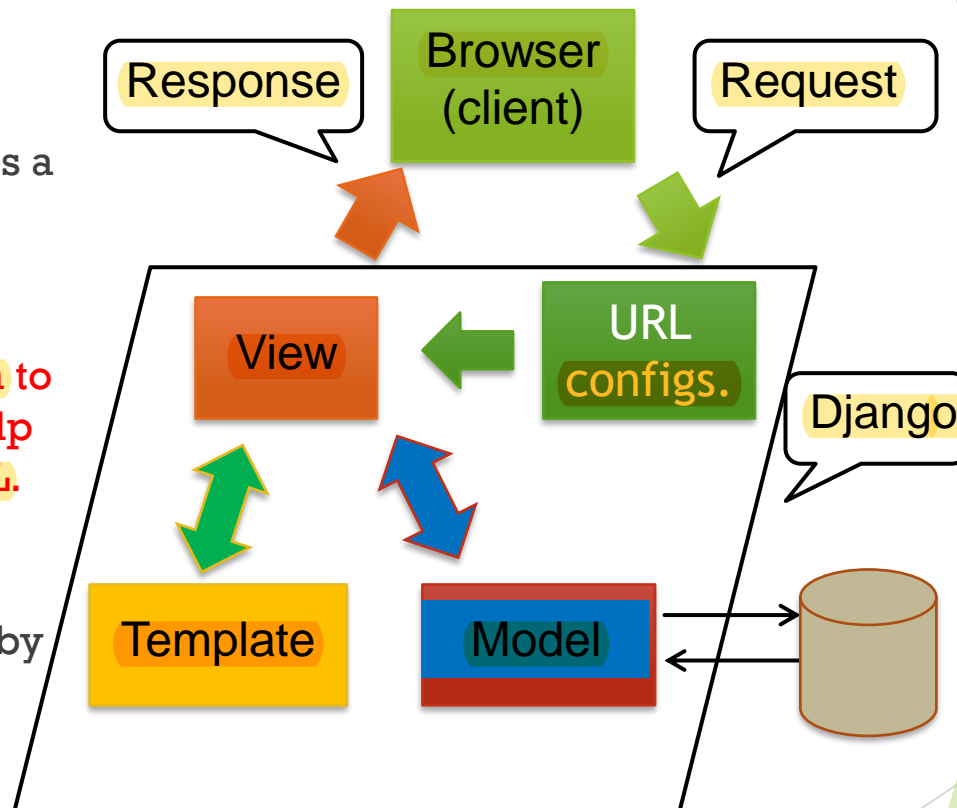 Response
Browser
(client)
Request
s a
View
URL
configs.
to
lp
Django
by
Template
Model